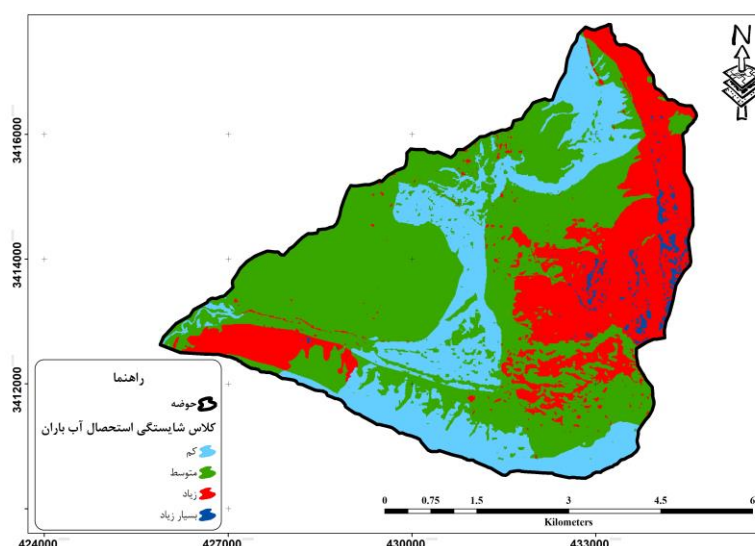 N
3416000
3414000
3412000
راهنما
حوضه
کلاس شایستگی استحصال آب باران
کم
متوسط
زیاد
بسیار زیاد
0 0.75 1.5 3 4.5 6
Kilometers
424000 427000 430000 433000